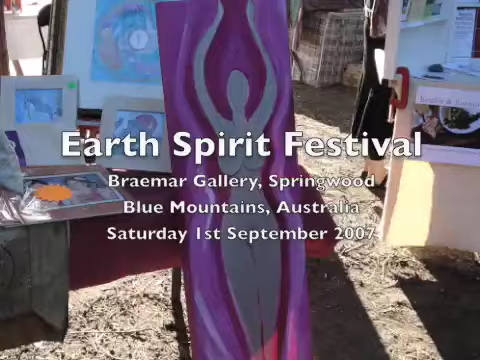 Earth Spirit Festival
Braemar Gallery, Springwood
Blue Mountains, Australia
Saturday 1st September 2007